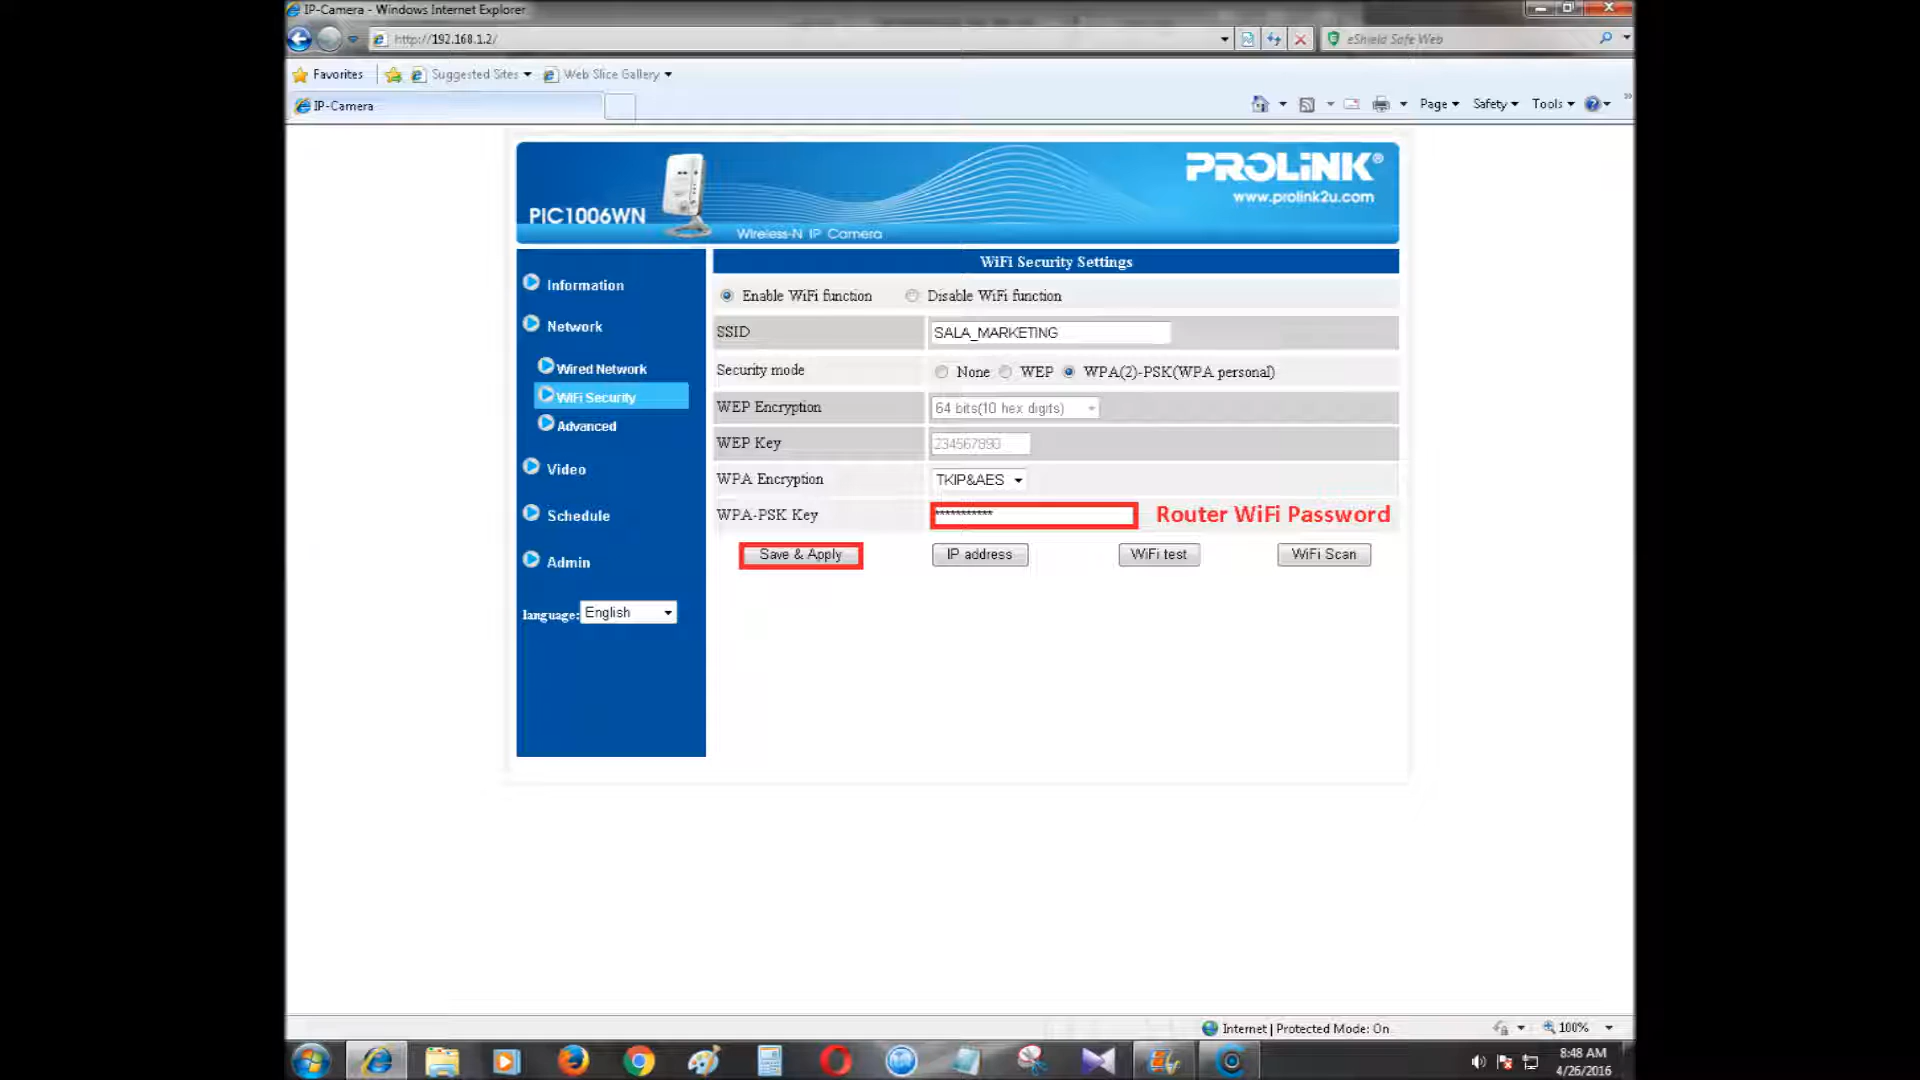 IP-Camera - Windows Internet Explorer
http://192.168.1.2/
eShield Safe Web
Favorites Suggested Sites Web Slice Gallery
IP-Camera
Page Safety Tools
PROLiNK®
www.prolink2u.com
PIC1006WN
Wireless-N IP Camera
Information
Network
Wired Network
WiFi Security
Advanced
Video
Schedule
Admin
language: English
WiFi Security Settings
Enable WiFi function Disable WiFi function
SSID SALA_MARKETING
Security mode None WEP WPA(2)-PSK(WPA personal)
WEP Encryption 64 bits(10 hex digits)
WEP Key 234567890
WPA Encryption TKIP&AES
WPA-PSK Key *********** Router WiFi Password
Save & Apply IP address WiFi test WiFi Scan
Internet | Protected Mode: On
100%
8:48 AM
4/26/2016